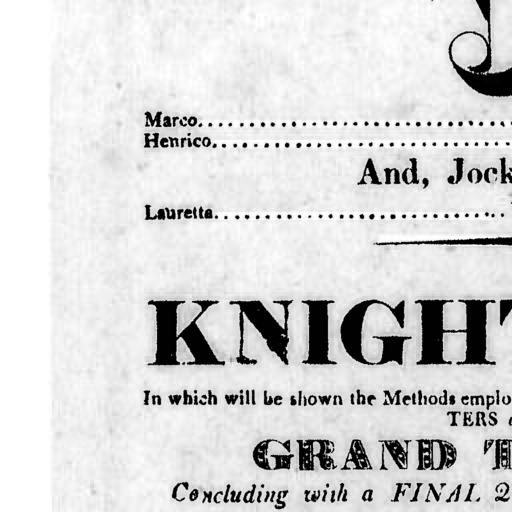 Marco....................................
Henrico..................................
And, Jock
Lauretta.................................
KNIGHT
In which will be shown the Methods emplo
TERS
GRAND T
Concluding with a FINAL 2